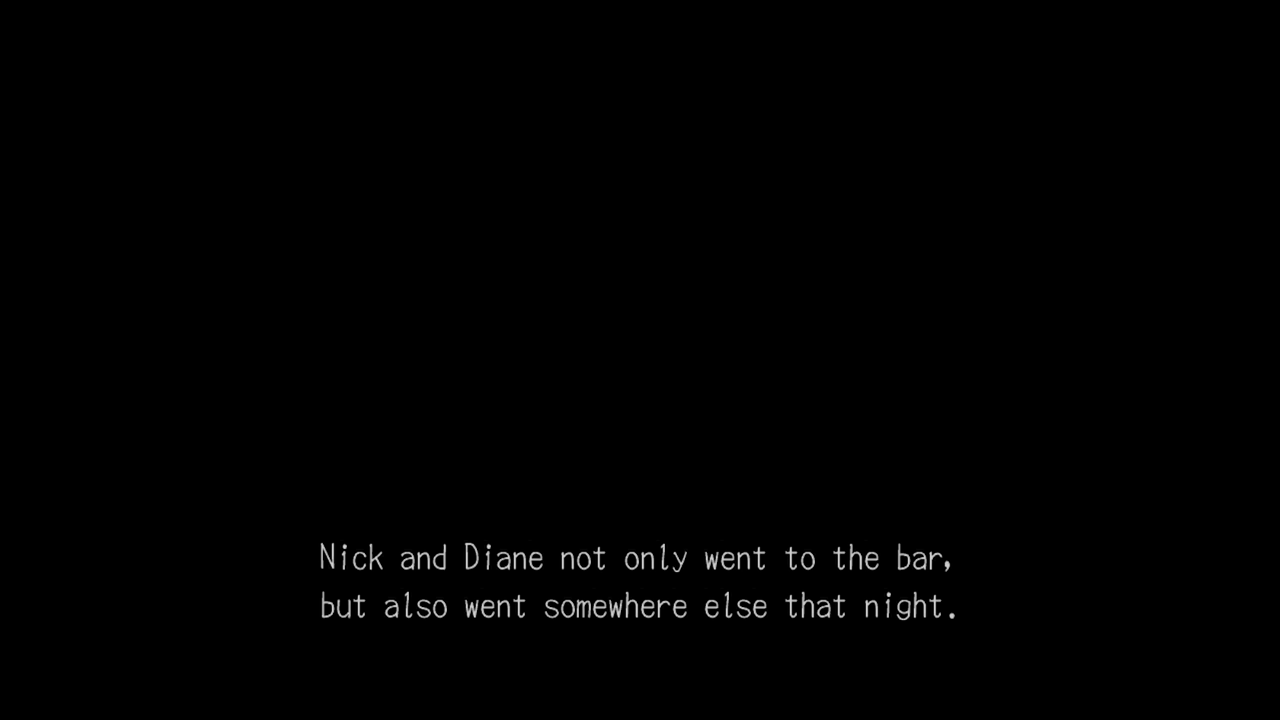 Nick and Diane not only went to the bar,
but also went somewhere else that night.